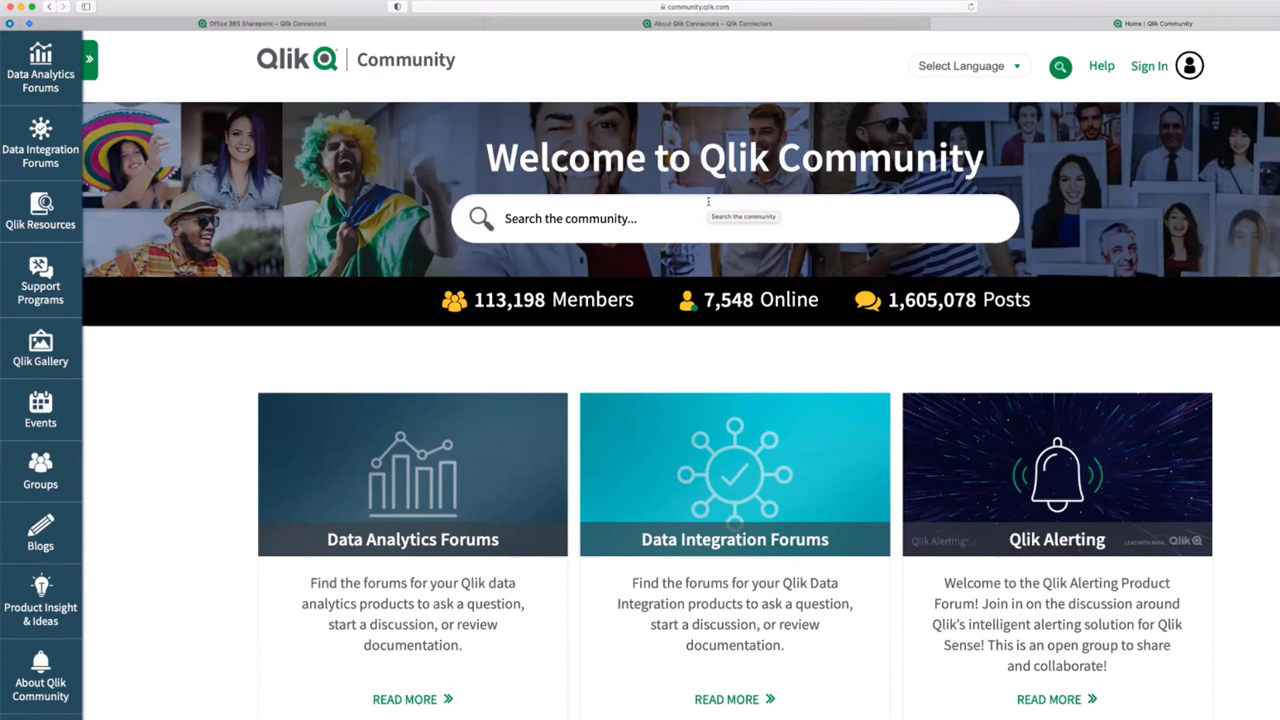 community.qlik.com
Office 365 Sharepoint – Qlik Connectors
About Qlik Connectors – Qlik Connectors
Home | Qlik Community
Data Analytics
Forums
Data Integration
Forums
Qlik Resources
Support
Programs
Qlik Gallery
Events
Groups
Blogs
Product Insight
& Ideas
About Qlik
Community
Qlik Community
Select Language
Help
Sign In
Welcome to Qlik Community
Search the community...
Search the community
113,198 Members
7,548 Online
1,605,078 Posts
Data Analytics Forums
Find the forums for your Qlik data
analytics products to ask a question,
start a discussion, or review
documentation.
READ MORE
Data Integration Forums
Find the forums for your Qlik Data
Integration products to ask a question,
start a discussion, or review
documentation.
READ MORE
Qlik Alerting™
LEAD WITH DATA. Qlik
Qlik Alerting
Welcome to the Qlik Alerting Product
Forum! Join in on the discussion around
Qlik's intelligent alerting solution for Qlik
Sense! This is an open group to share
and collaborate!
READ MORE